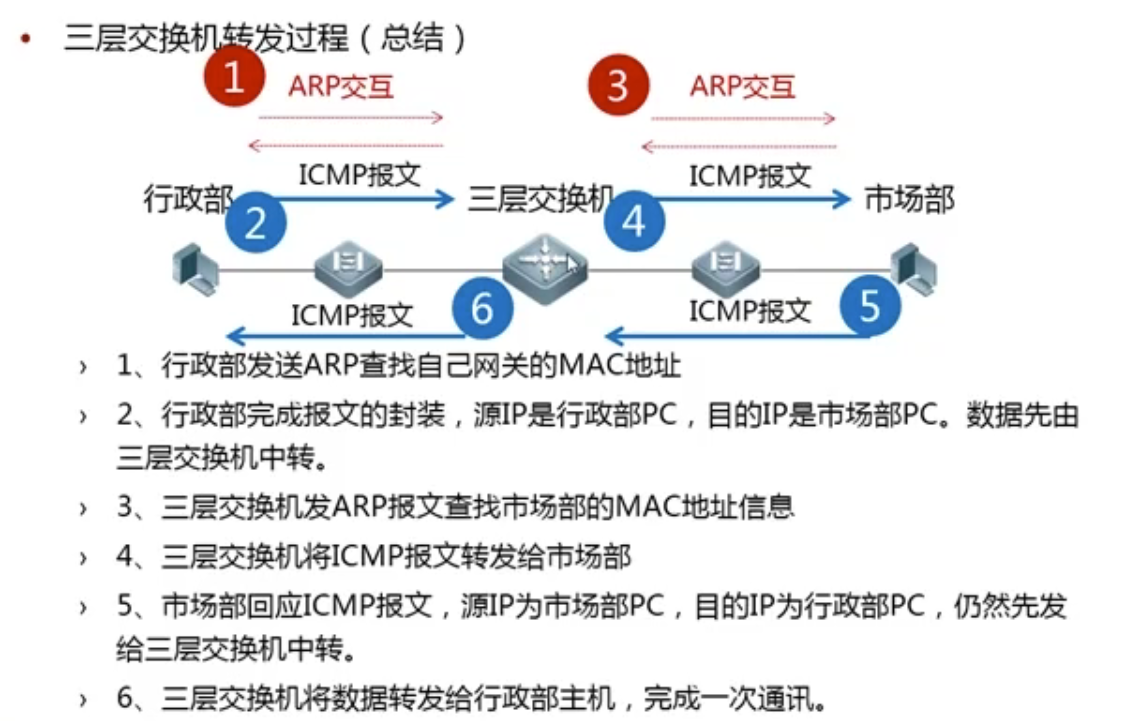 • 三层交换机转发过程（总结）
1 ARP交互 3 ARP交互
ICMP报文 ICMP报文
行政部 2 三层交换机 4 市场部
ICMP报文 6 ICMP报文 5
› 1、行政部发送ARP查找自己网关的MAC地址
› 2、行政部完成报文的封装，源IP是行政部PC，目的IP是市场部PC。数据先由
三层交换机中转。
› 3、三层交换机发ARP报文查找市场部的MAC地址信息
› 4、三层交换机将ICMP报文转发给市场部
› 5、市场部回应ICMP报文，源IP为市场部PC，目的IP为行政部PC，仍然先发
给三层交换机中转。
› 6、三层交换机将数据转发给行政部主机，完成一次通讯。